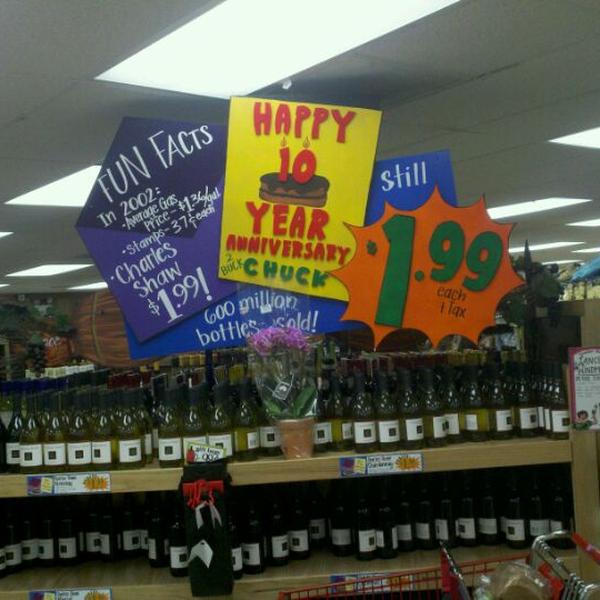 FUN FACTS
In 2002:
• Average Gas
Price - $1.36/gal
• Stamps - 37¢ each
• Charles
Shaw
$1.99!
HAPPY
10
YEAR
ANNIVERSARY
2
BUCK CHUCK
600 million
bottles sold!
still
$1.99
each
+ tax